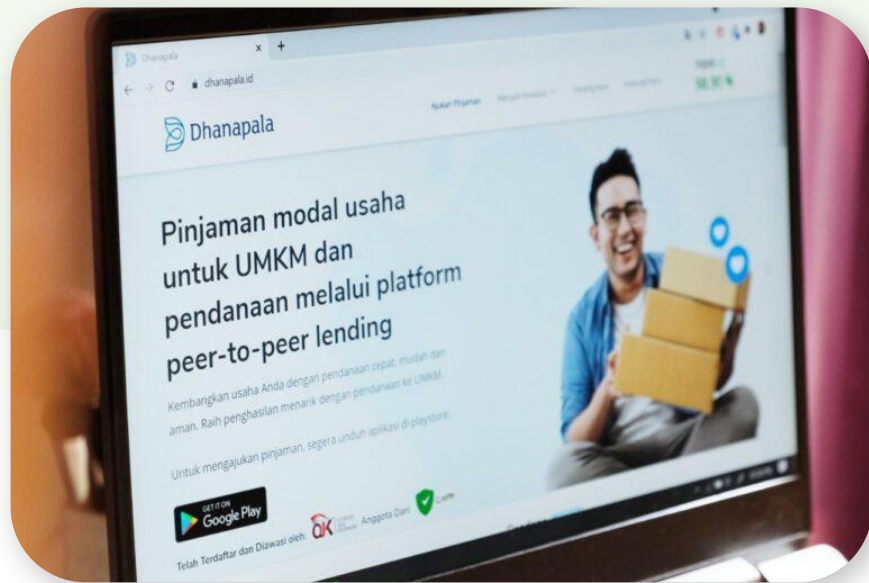 Dhanapala
dhanapala.id
Dhanapala
Ajukan Pinjaman
98.90 %
Pinjaman modal usaha
untuk UMKM dan
pendanaan melalui platform
peer-to-peer lending
Kembangkan usaha Anda dengan pendanaan cepat, mudah dan
aman. Raih penghasilan menarik dengan pendanaan ke UMKM.
Untuk mengajukan pinjaman, segera unduh aplikasi di playstore.
GET IT ON
Google Play
Telah Terdaftar dan Diawasi oleh: OJK Anggota Dari: